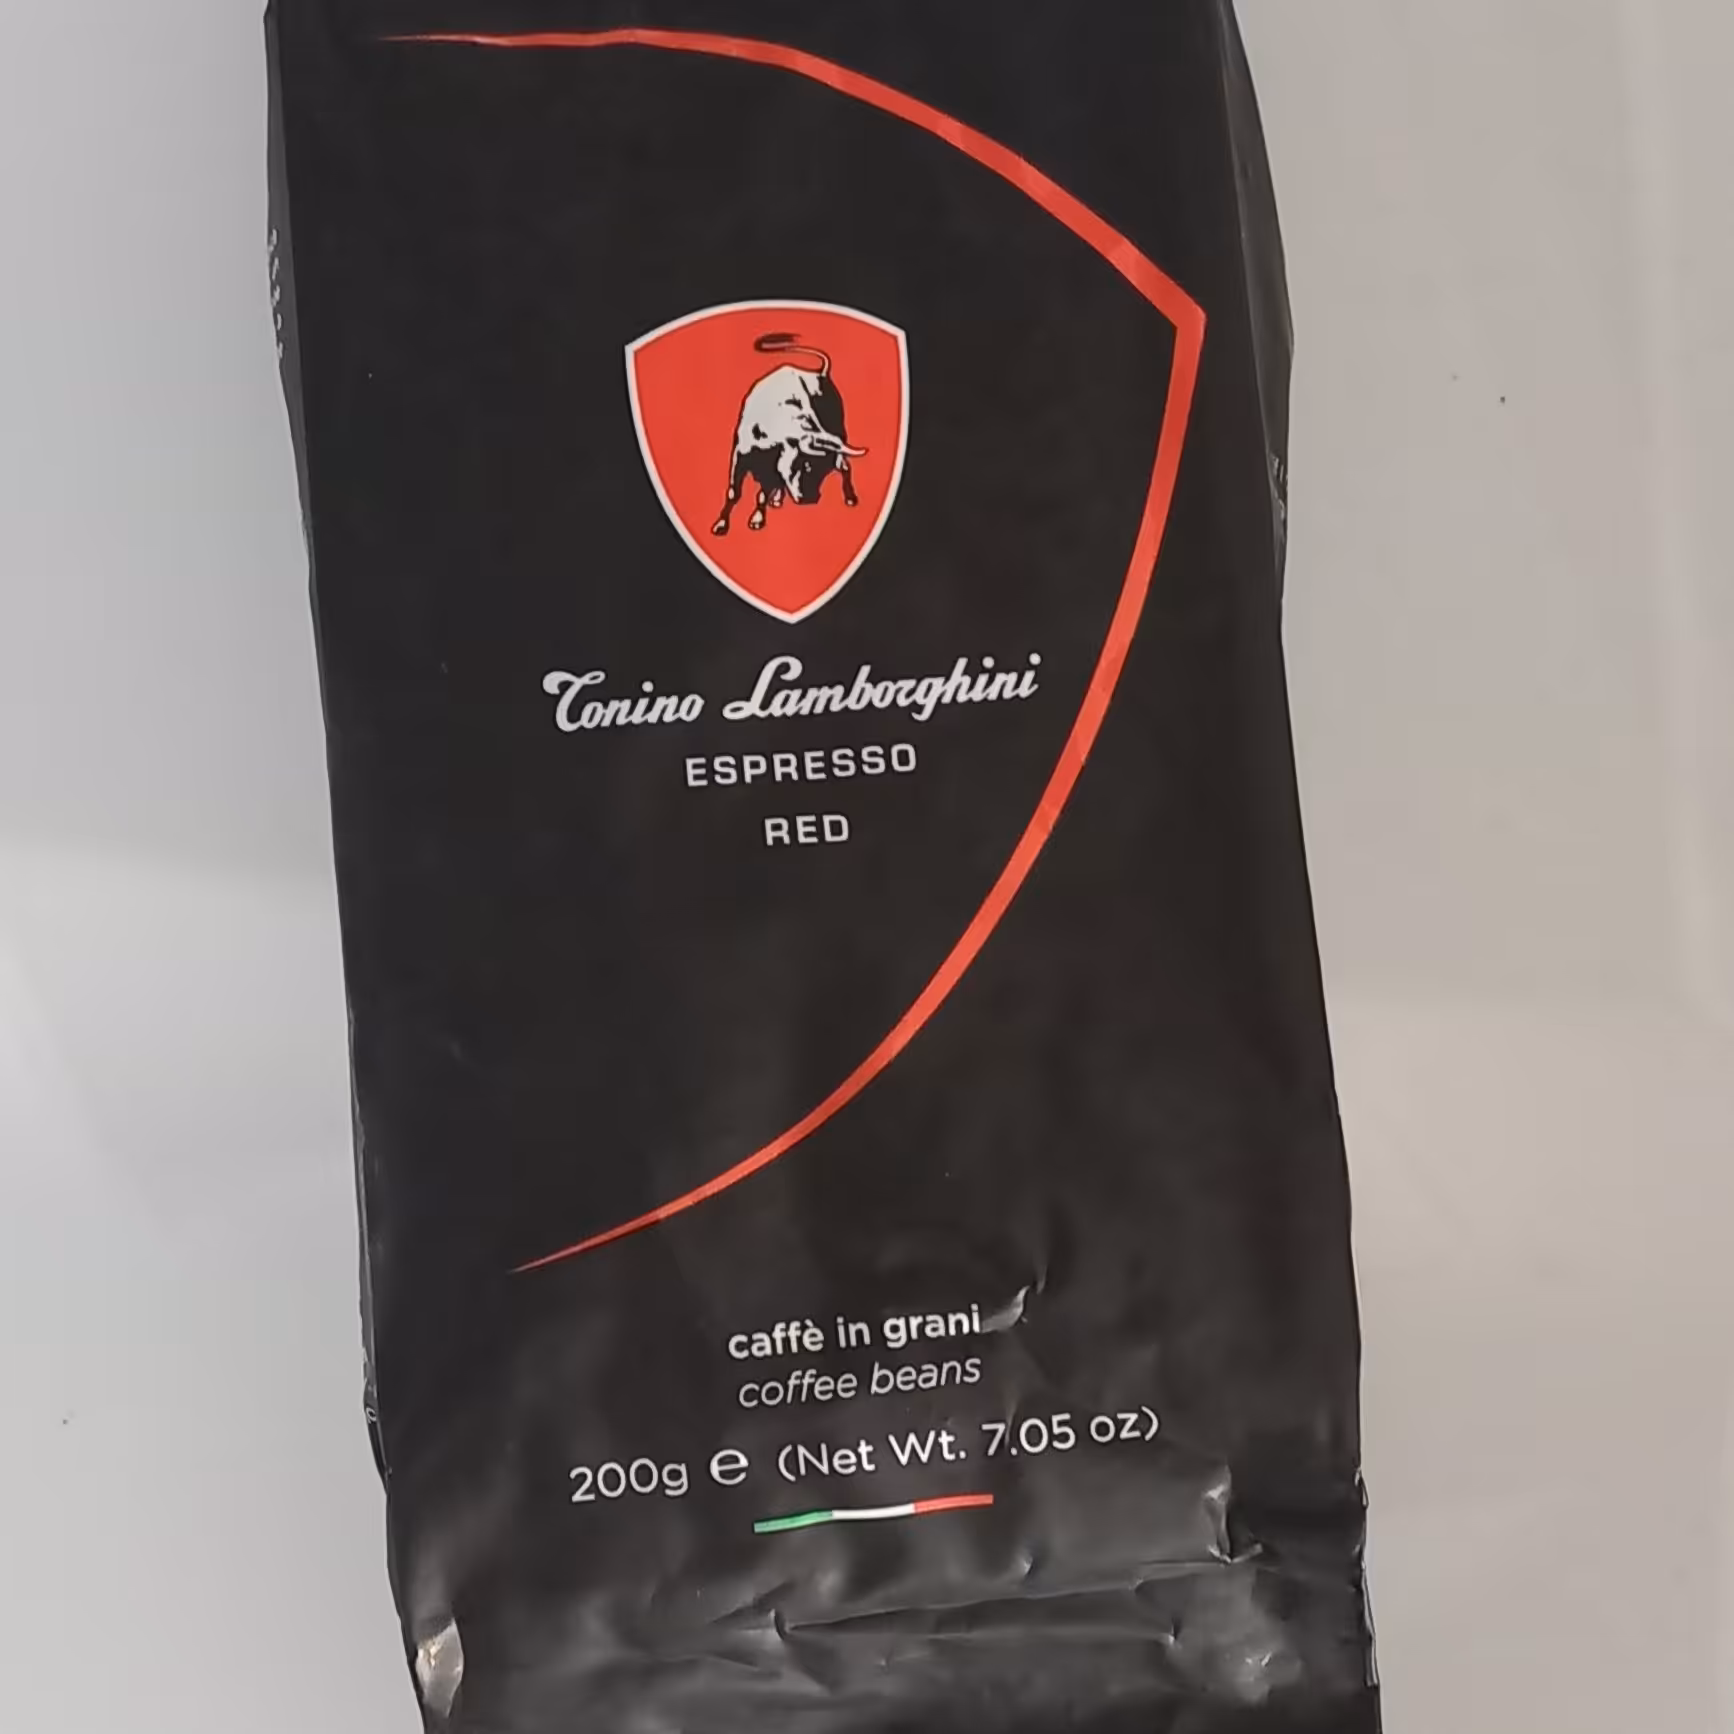 Tonino Lamborghini
ESPRESSO
RED
caffè in grani
coffee beans
200g e (Net Wt. 7.05 oz)